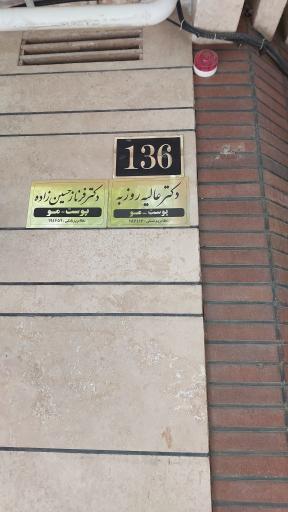 136
دکتر عالیه روزبه
پوست - مو
دکتر فرناز حسین زاده
پوست - مو